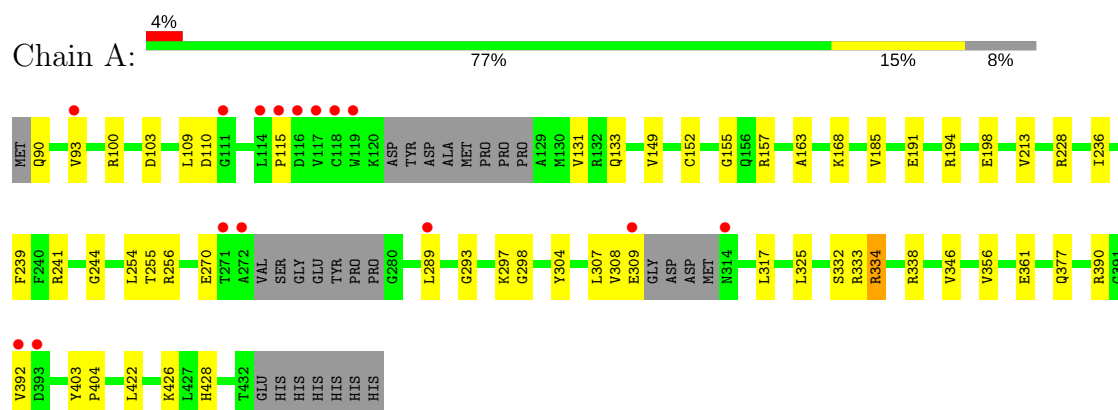 4%
Chain A:
77% 15% 8%
MET Q90 V93 R100 D103 L109 D110 G111 L114 P115 D116 V117 C118 W119 K120 ASP TYR ASP ALA MET PRO PRO PRO A129 M130 V131 R132 Q133 V149 C152 G155 Q156 R157 A163 K168 V185 E191 R194 E198 V213 R228 I236
F239 F240 R241 G244 L254 T255 R256 E270 T271 A272 VAL SER GLY GLU TYR PRO PRO G280 L289 G293 K297 G298 Y304 L307 V308 E309 GLY ASP ASP MET N314 L317 L325 S332 R333 R334 R338 V346 V356 E361 Q377 R390 G391
V392 D393 Y403 P404 L422 K426 L427 H428 T432 GLU HIS HIS HIS HIS HIS HIS